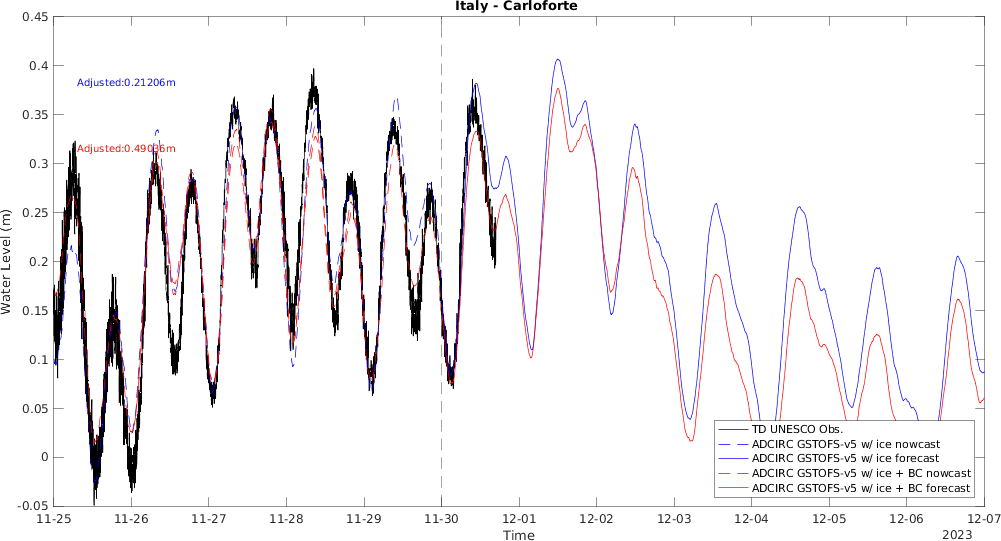 Italy - Carloforte
0.45
0.4
0.35
0.3
0.25
0.2
0.15
0.1
0.05
0
-0.05
Water Level (m)
Adjusted:0.21206m
Adjusted:0.49036m
TD UNESCO Obs.
ADCIRC GSTOFS-v5 w/ ice nowcast
ADCIRC GSTOFS-v5 w/ ice forecast
ADCIRC GSTOFS-v5 w/ ice + BC nowcast
ADCIRC GSTOFS-v5 w/ ice + BC forecast
11-25 11-26 11-27 11-28 11-29 11-30 12-01 12-02 12-03 12-04 12-05 12-06 12-07
Time
2023